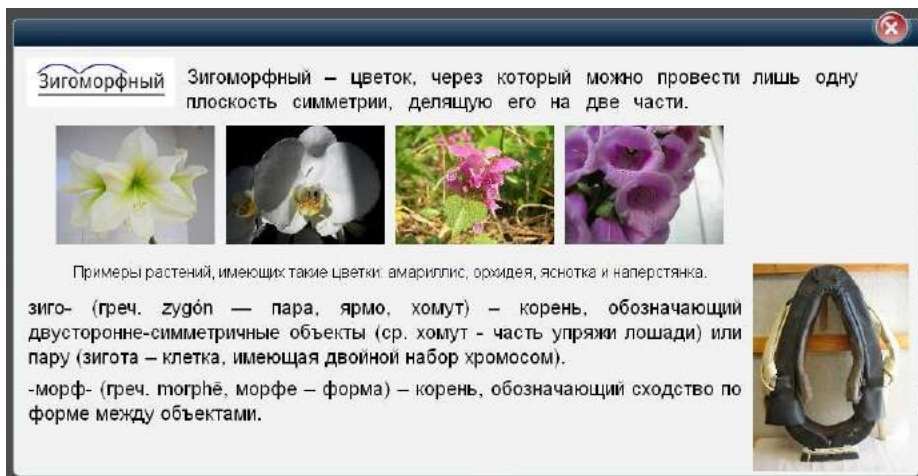 Зигоморфный
Зигоморфный – цветок, через который можно провести лишь одну
плоскость симметрии, делящую его на две части.
Примеры растений, имеющих такие цветки: амариллис, орхидея, яснотка и наперстянка.
зиго- (греч. zygón — пара, ярмо, хомут) – корень, обозначающий
двусторонне-симметричные объекты (ср. хомут - часть упряжи лошади) или
пару (зигота – клетка, имеющая двойной набор хромосом).
-морф- (греч. morphē, морфе – форма) – корень, обозначающий сходство по
форме между объектами.